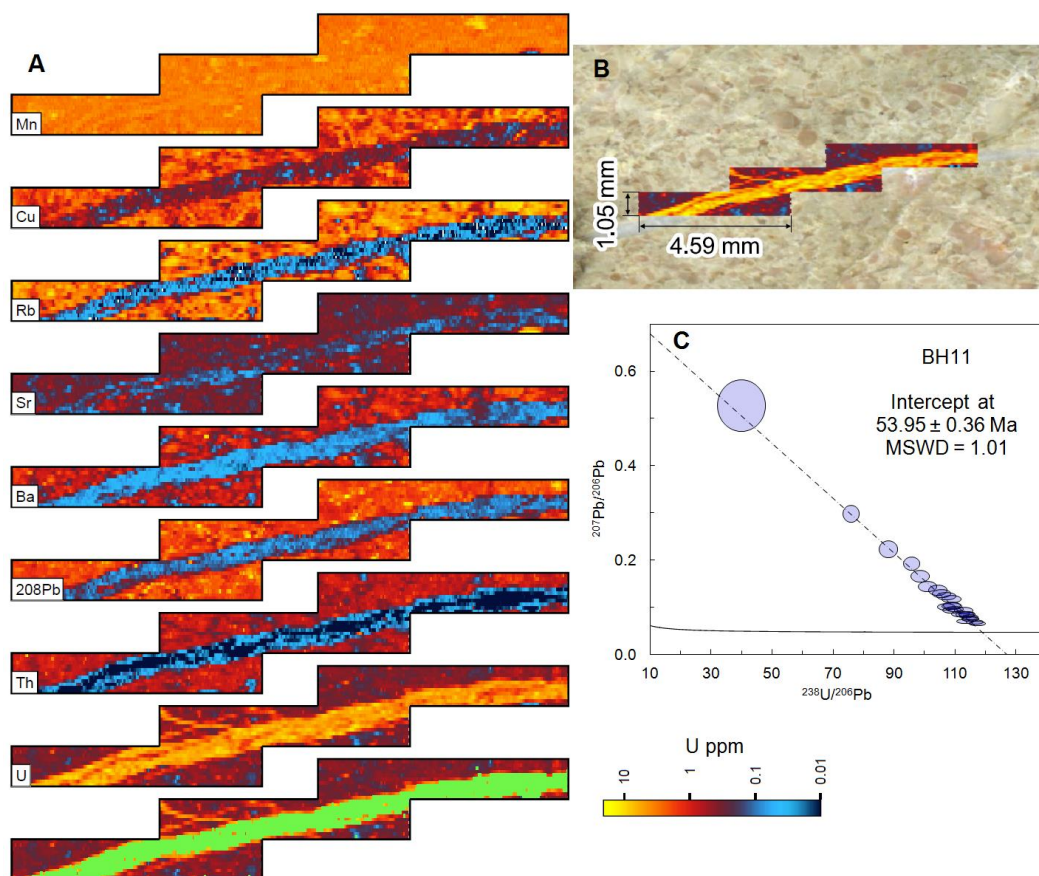 A
Mn
Cu
Rb
Sr
Ba
208Pb
Th
U
B
1.05 mm
4.59 mm
C
BH11
Intercept at
53.95 ± 0.36 Ma
MSWD = 1.01
0.6
0.4
0.2
0.0
²⁰⁷Pb/²⁰⁶Pb
10 30 50 70 90 110 130
²³⁸U/²⁰⁶Pb
U ppm
10 1 0.1 0.01